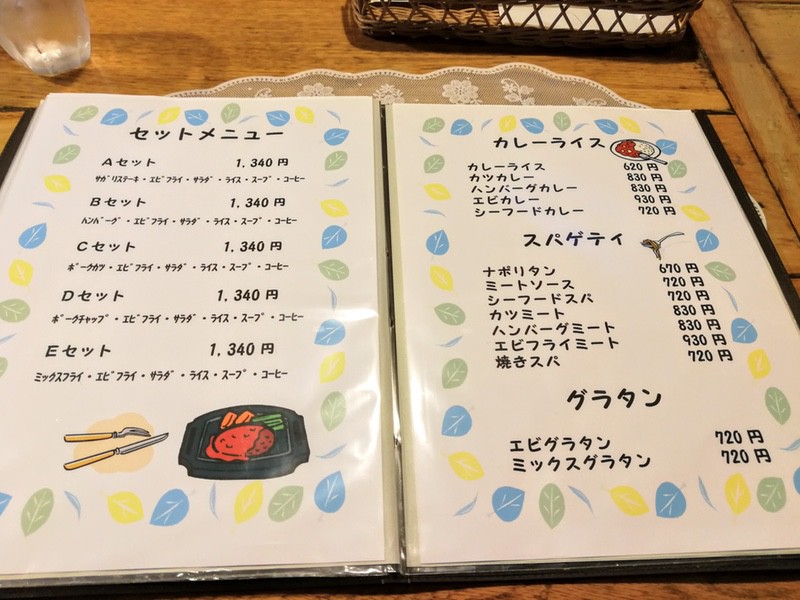 セットメニュー
Aセット 1,340円
ｻｶﾞﾘｽﾃｰｷ・ｴﾋﾞﾌﾗｲ・ｻﾗﾀﾞ・ﾗｲｽ・ｽｰﾌﾟ・ｺｰﾋｰ
Bセット 1,340円
ﾊﾝﾊﾞｰｸﾞ・ｴﾋﾞﾌﾗｲ・ｻﾗﾀﾞ・ﾗｲｽ・ｽｰﾌﾟ・ｺｰﾋｰ
Cセット 1,340円
ﾎﾟｰｸｶﾂ・ｴﾋﾞﾌﾗｲ・ｻﾗﾀﾞ・ﾗｲｽ・ｽｰﾌﾟ・ｺｰﾋｰ
Dセット 1,340円
ﾎﾟｰｸﾁｬｯﾌﾟ・ｴﾋﾞﾌﾗｲ・ｻﾗﾀﾞ・ﾗｲｽ・ｽｰﾌﾟ・ｺｰﾋｰ
Eセット 1,340円
ﾐｯｸｽﾌﾗｲ・ｴﾋﾞﾌﾗｲ・ｻﾗﾀﾞ・ﾗｲｽ・ｽｰﾌﾟ・ｺｰﾋｰ
カレーライス
カレーライス 620円
カツカレー 830円
ハンバーグカレー 830円
エビカレー 930円
シーフードカレー 720円
スパゲティ
ナポリタン 670円
ミートソース 720円
シーフードスパ 720円
カツミート 830円
ハンバーグミート 830円
エビフライミート 930円
焼きスパ 720円
グラタン
エビグラタン 720円
ミックスグラタン 720円